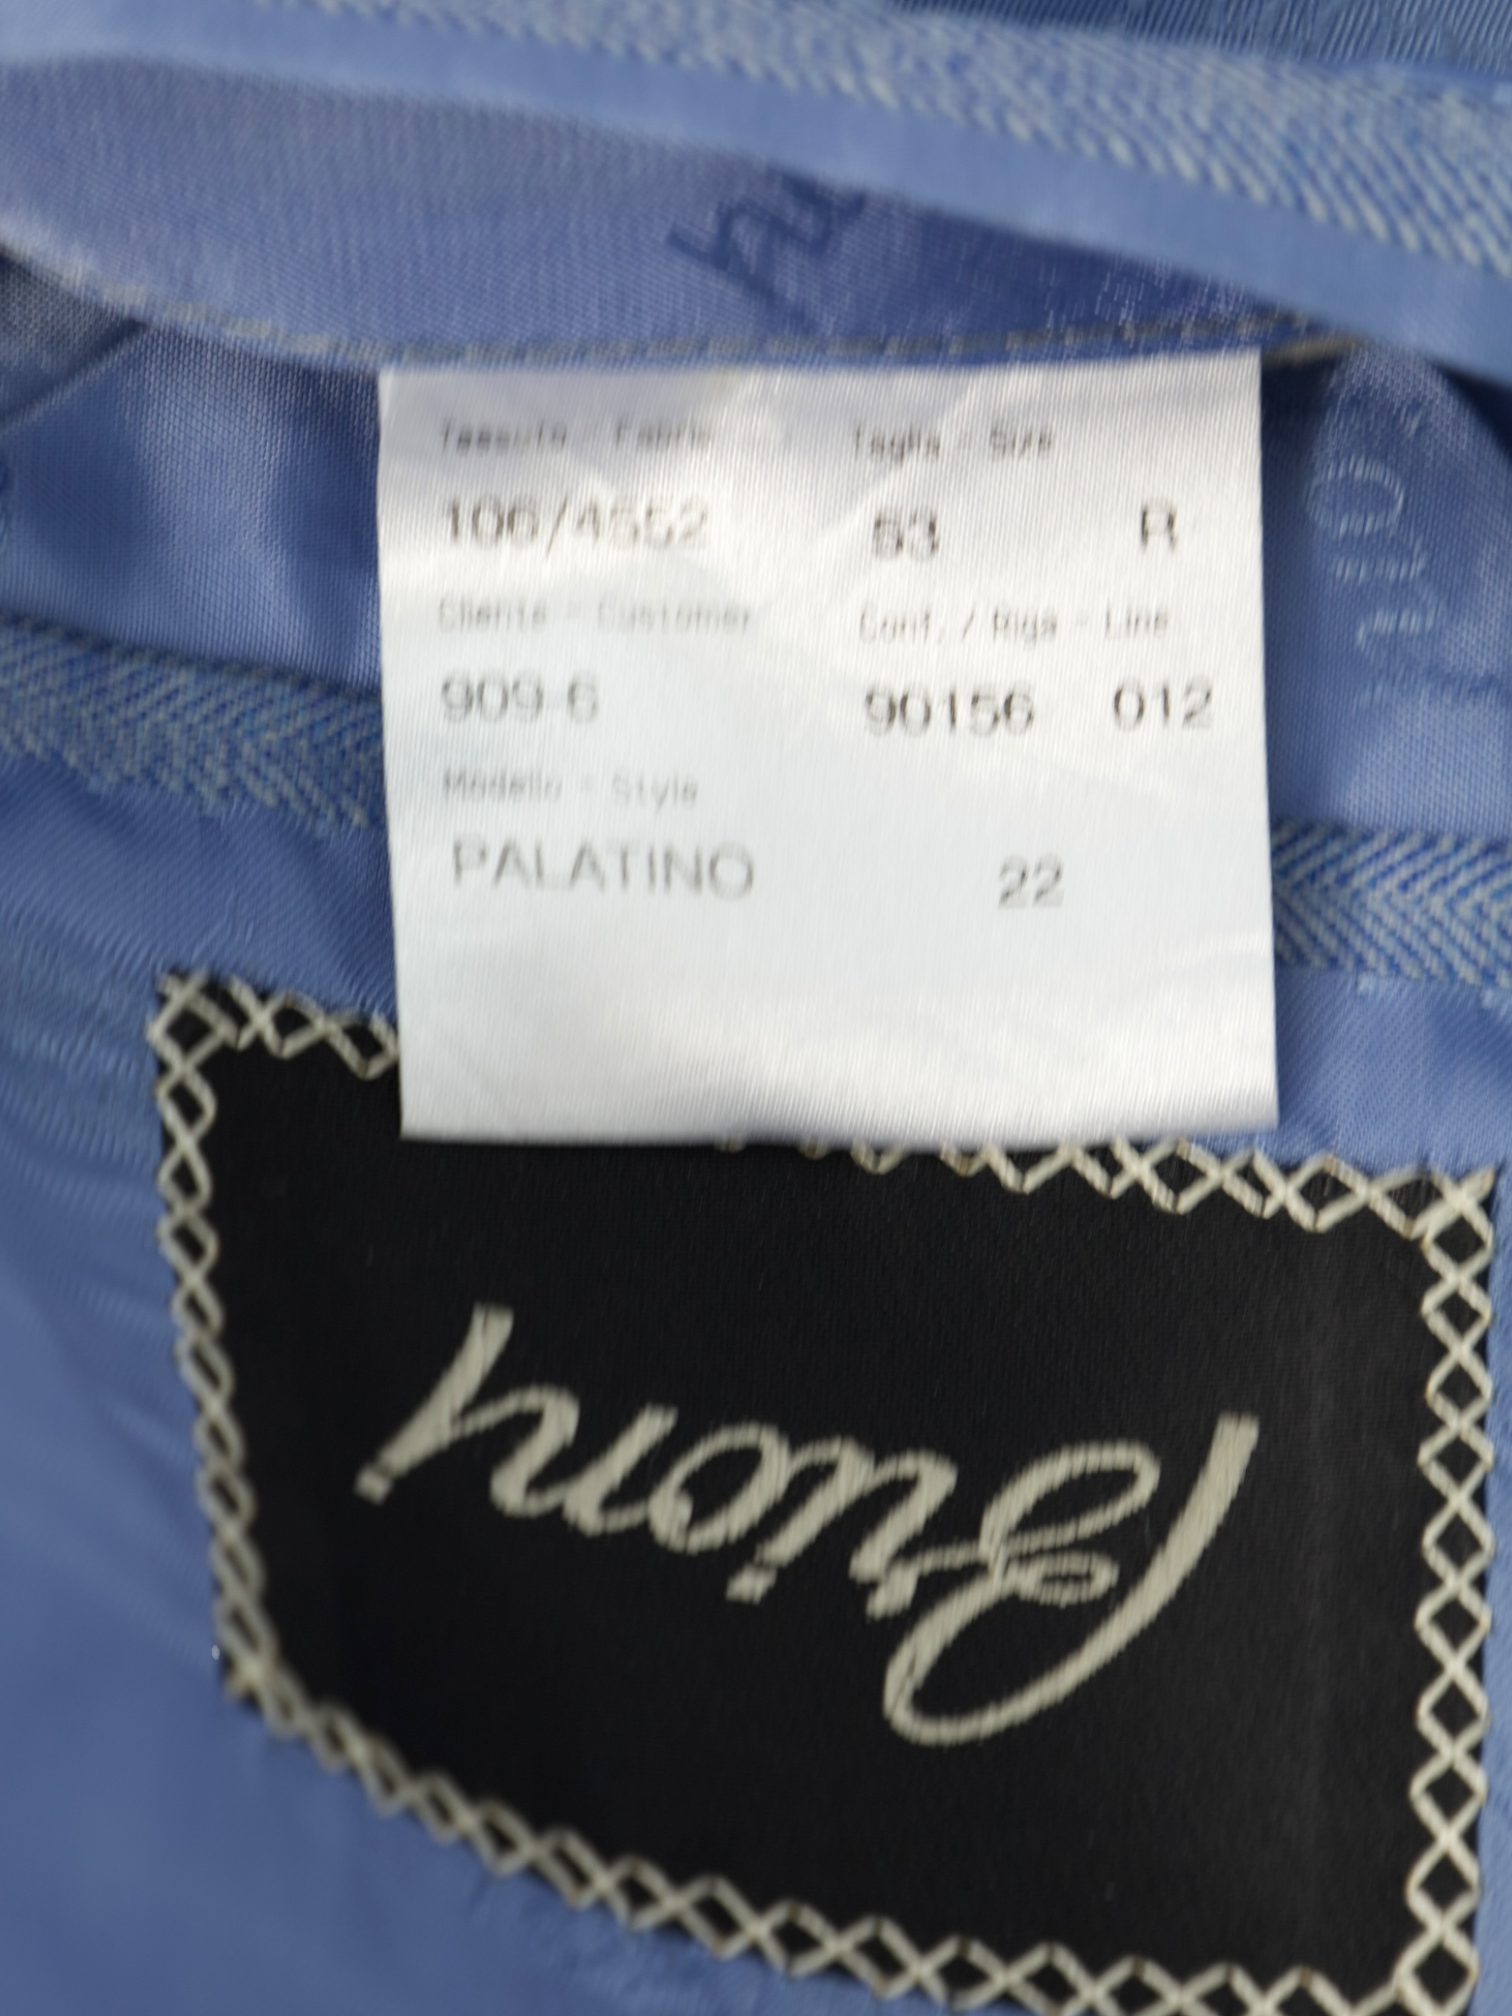 Tessuto - Fabric Taglia - Size
106/4552 53 R
Cliente - Customer Conf. / Riga - Line
909-6 90156 012
Modello - Style
PALATINO 22
Brioni